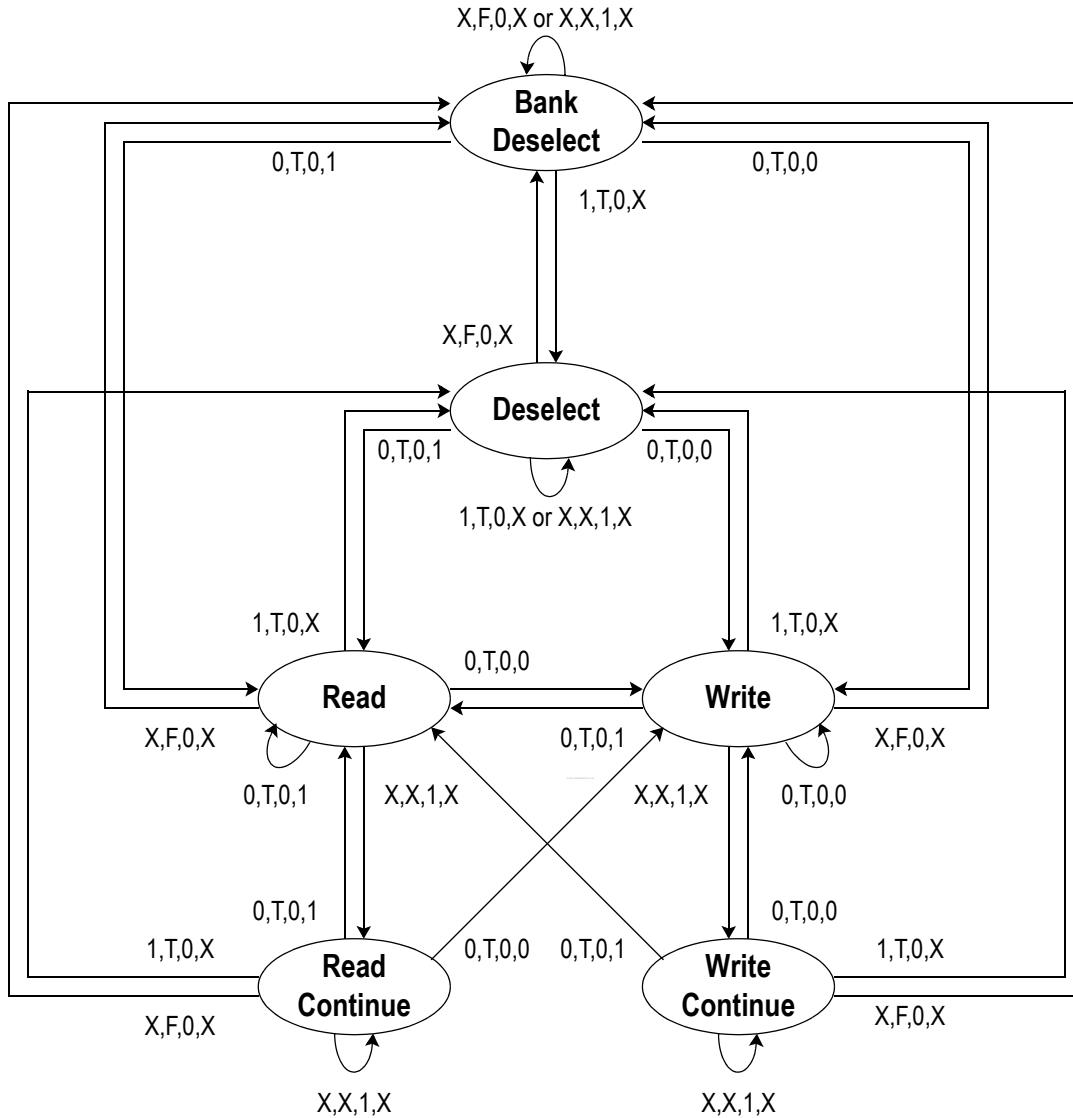 X,F,0,X or X,X,1,X
Bank
Deselect
0,T,0,1
0,T,0,0
1,T,0,X
X,F,0,X
Deselect
0,T,0,1
0,T,0,0
1,T,0,X or X,X,1,X
1,T,0,X
1,T,0,X
0,T,0,0
Read
Write
X,F,0,X
0,T,0,1
X,F,0,X
0,T,0,1
X,X,1,X
X,X,1,X
0,T,0,0
0,T,0,1
0,T,0,0
1,T,0,X
0,T,0,0
0,T,0,1
1,T,0,X
Read
Continue
Write
Continue
X,F,0,X
X,F,0,X
X,X,1,X
X,X,1,X